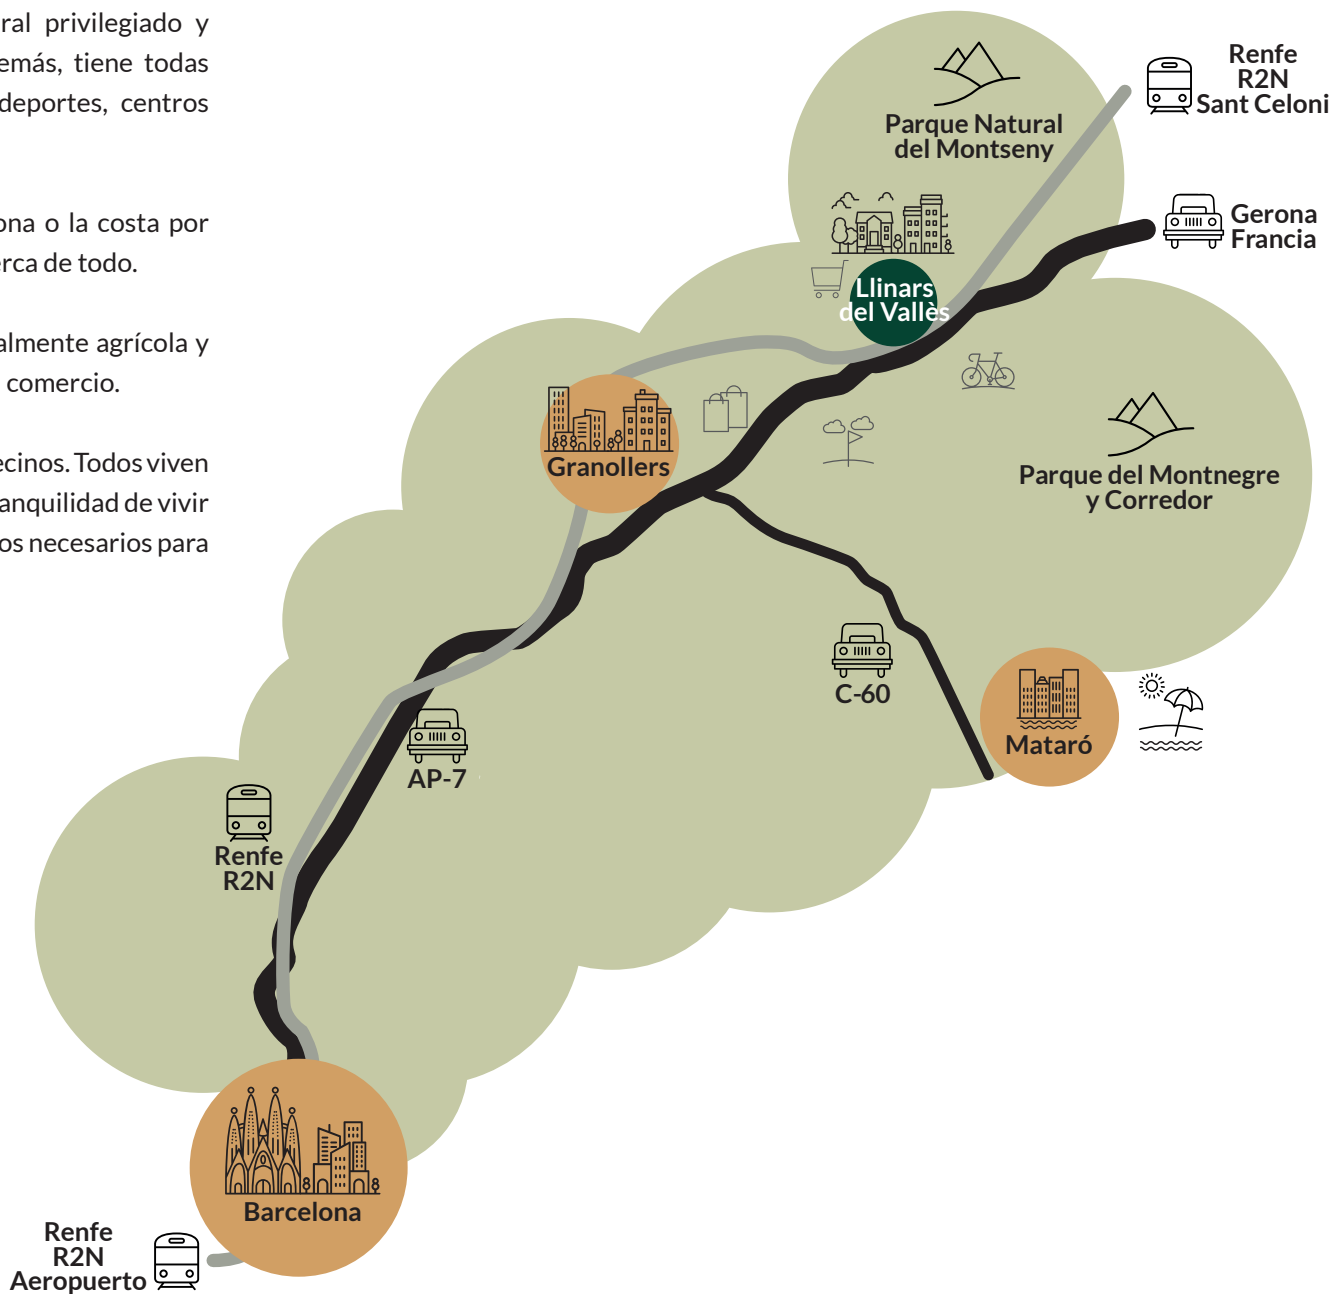 ral privilegiado y
emás, tiene todas
deportes, centros
ona o la costa por
erca de todo.
almente agrícola y
comercio.
ecinos. Todos viven
anquilidad de vivir
os necesarios para
Renfe
R2N
Sant Celoni
Parque Natural
del Montseny
Gerona
Francia
Llinars
del Vallès
Granollers
Parque del Montnegre
y Corredor
C-60
Mataró
AP-7
Renfe
R2N
Barcelona
Renfe
R2N
Aeropuerto